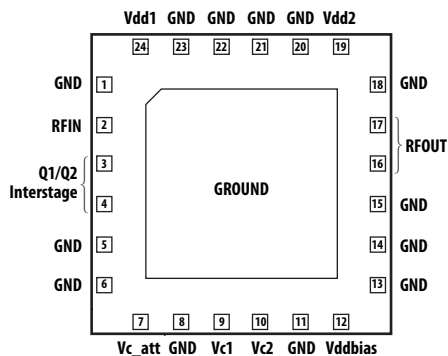 Vdd1 GND GND GND GND Vdd2
24 23 22 21 20 19
GND 1 18 GND
RFIN 2 17
RFOUT
Q1/Q2 3 16
Interstage
4 15 GND
GROUND
GND 5 14 GND
GND 6 13 GND
7 8 9 10 11 12
Vc_att GND Vc1 Vc2 GND Vddbias